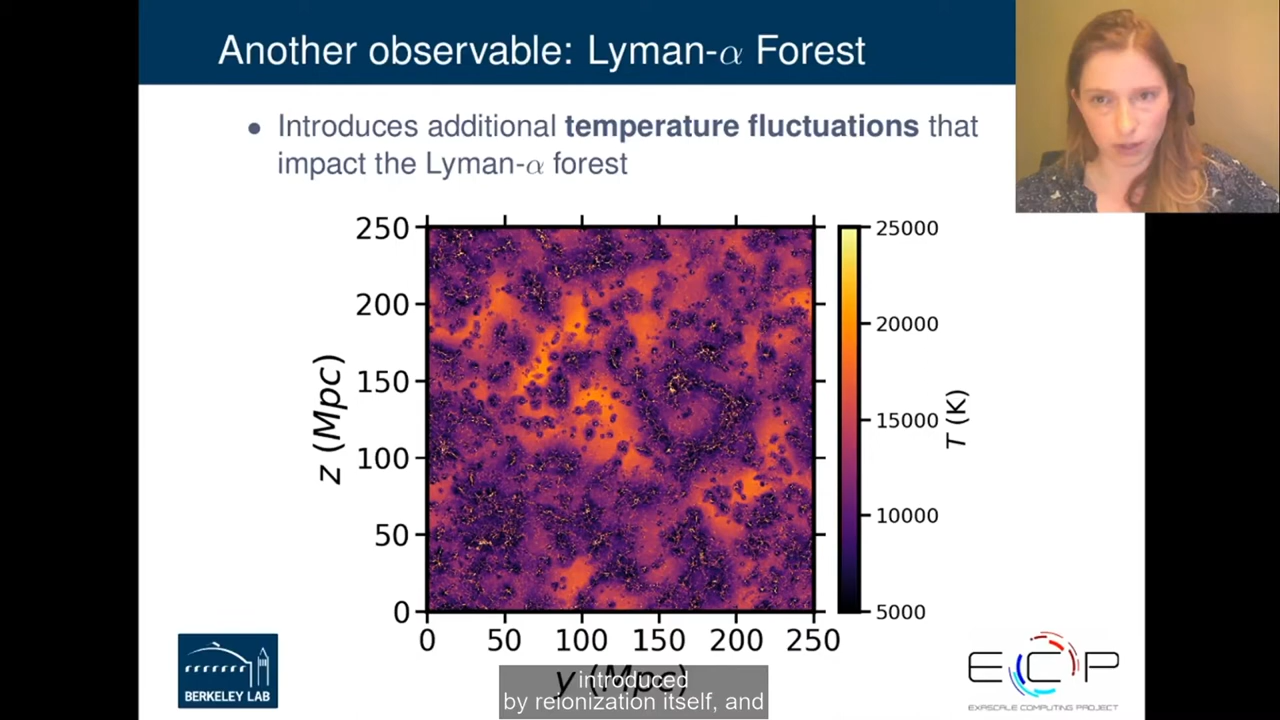 Another observable: Lyman-α Forest
• Introduces additional temperature fluctuations that
impact the Lyman-α forest
250
200
150
100
50
0
z (Mpc)
0 50 100 150 200 250
y (Mpc)
25000
20000
15000
10000
5000
T (K)
BERKELEY LAB
ECP
EXASCALE COMPUTING PROJECT
introduced
by reionization itself, and